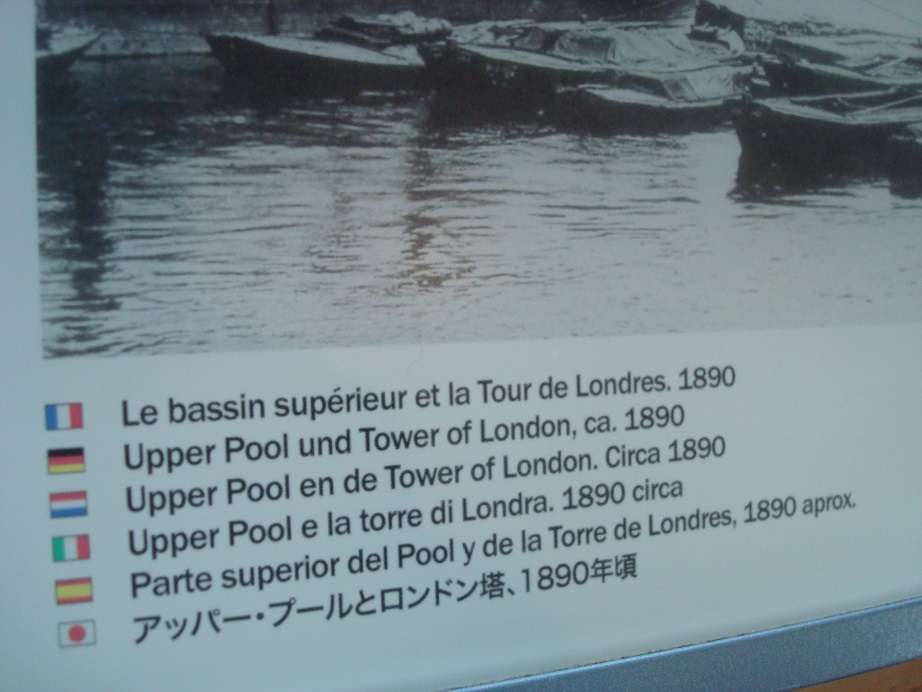 Le bassin supérieur et la Tour de Londres. 1890
Upper Pool und Tower of London, ca. 1890
Upper Pool en de Tower of London. Circa 1890
Upper Pool e la torre di Londra. 1890 circa
Parte superior del Pool y de la Torre de Londres, 1890 aprox.
アッパー・プールとロンドン塔、1890年頃